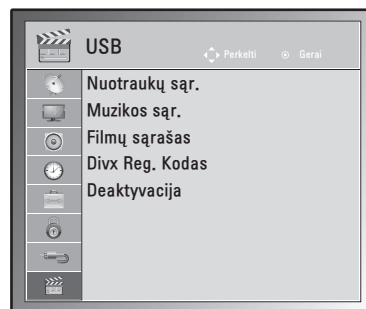 USB
Perkelti
Gerai
Nuotraukų sąr.
Muzikos sąr.
Filmų sąrašas
Divx Reg. Kodas
Deaktyvacija